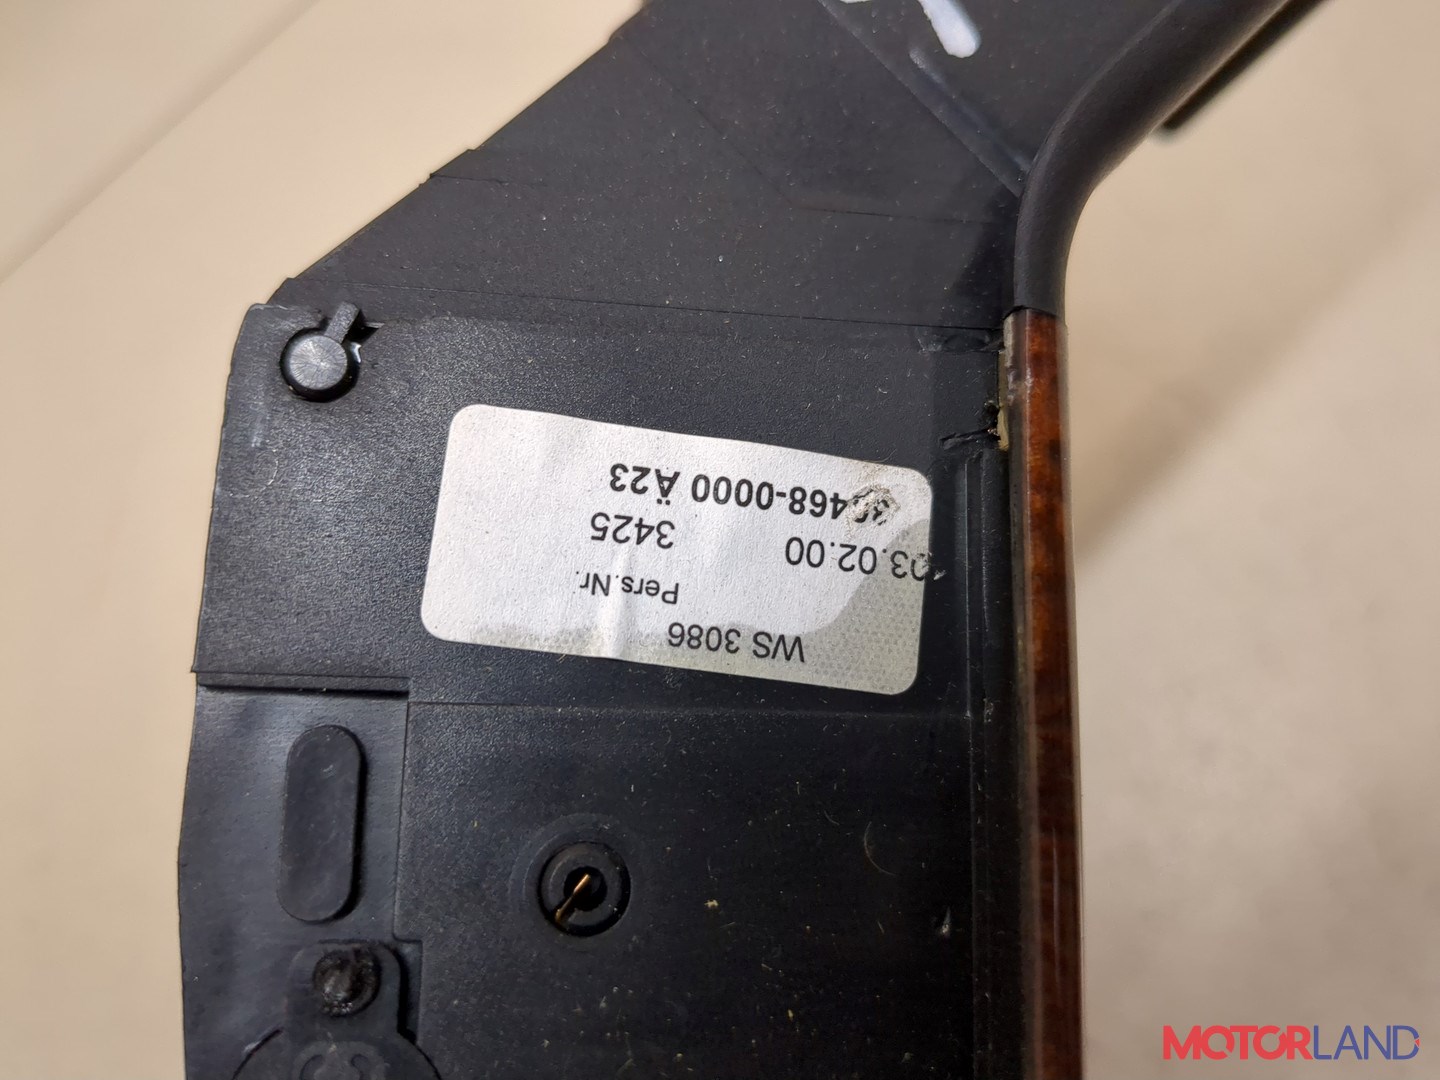 WS 3086
Pers.Nr.
03.02.00 3425
468-0000 Ä23
MOTORLAND